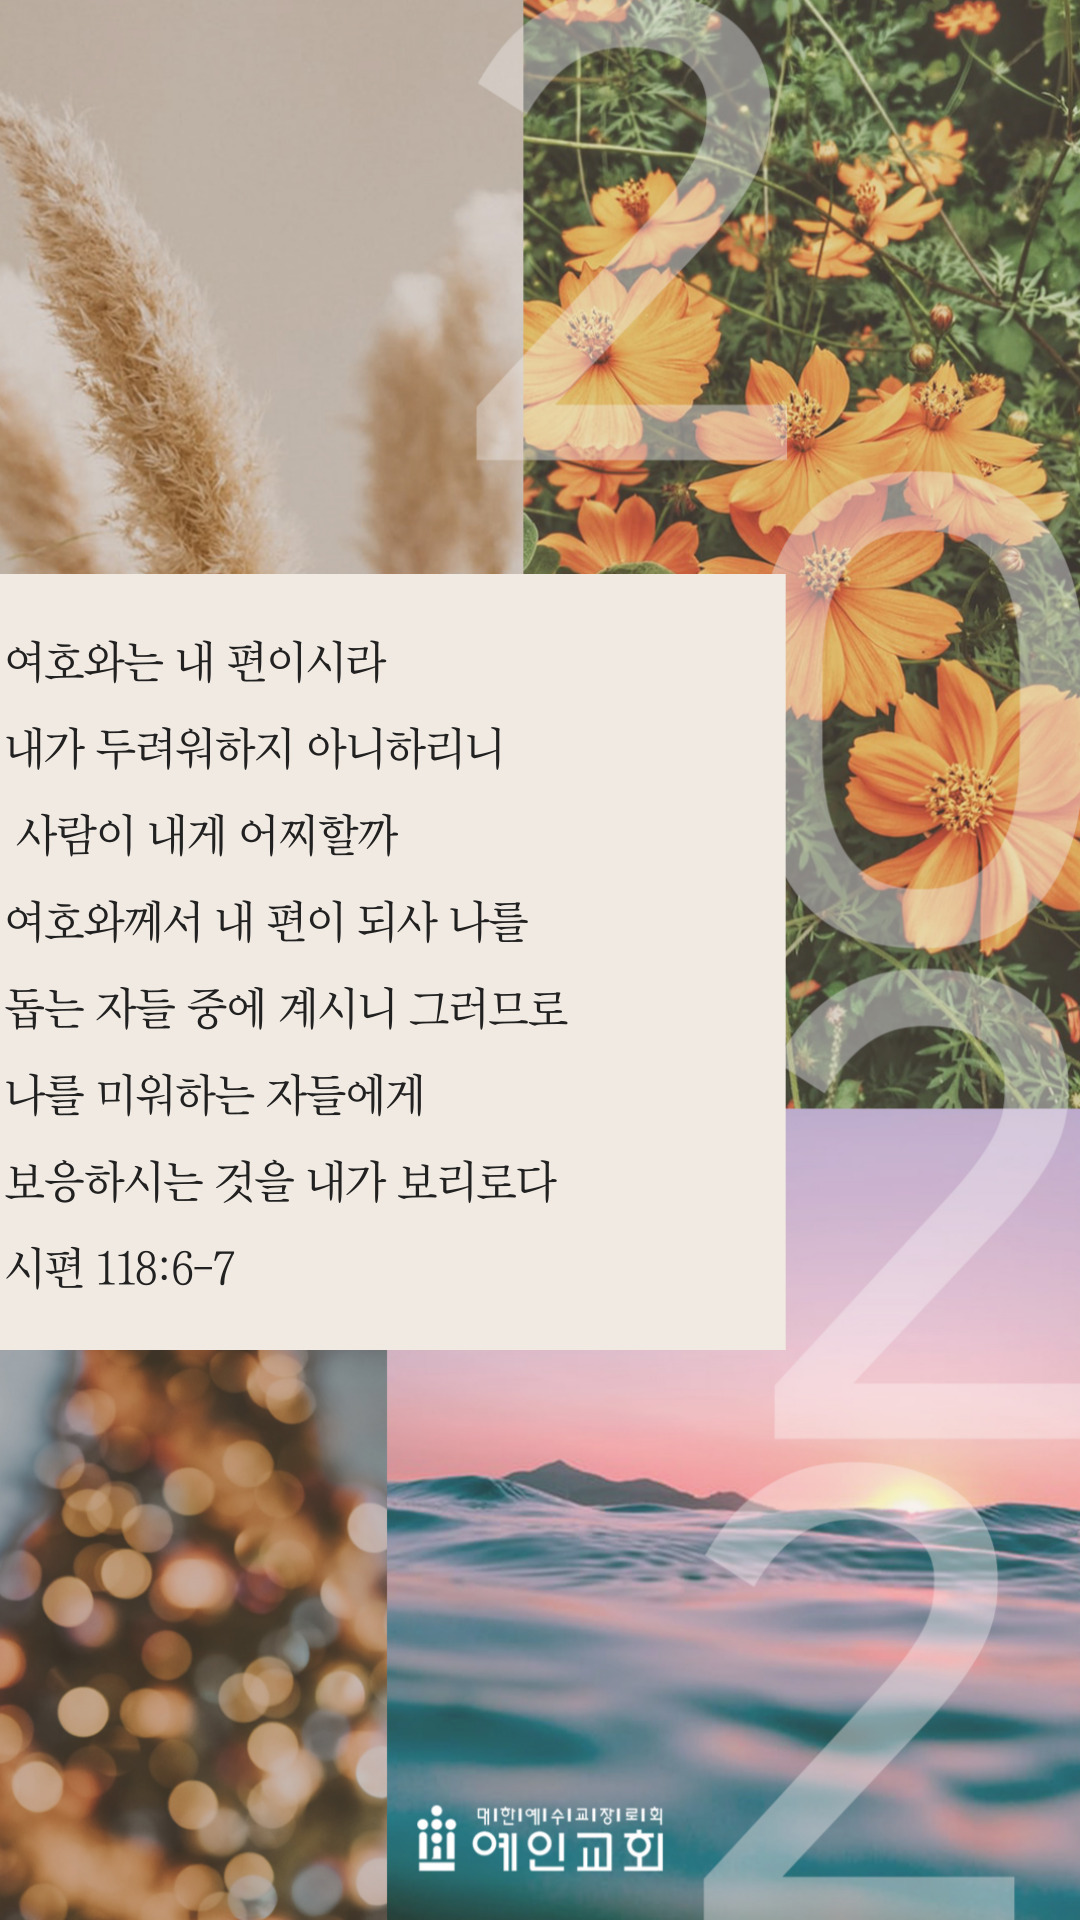 2
0
2
2
여호와는 내 편이시라
내가 두려워하지 아니하리니
사람이 내게 어찌할까
여호와께서 내 편이 되사 나를
돕는 자들 중에 계시니 그러므로
나를 미워하는 자들에게
보응하시는 것을 내가 보리로다
시편 118:6-7
대한예수교장로회
예인교회